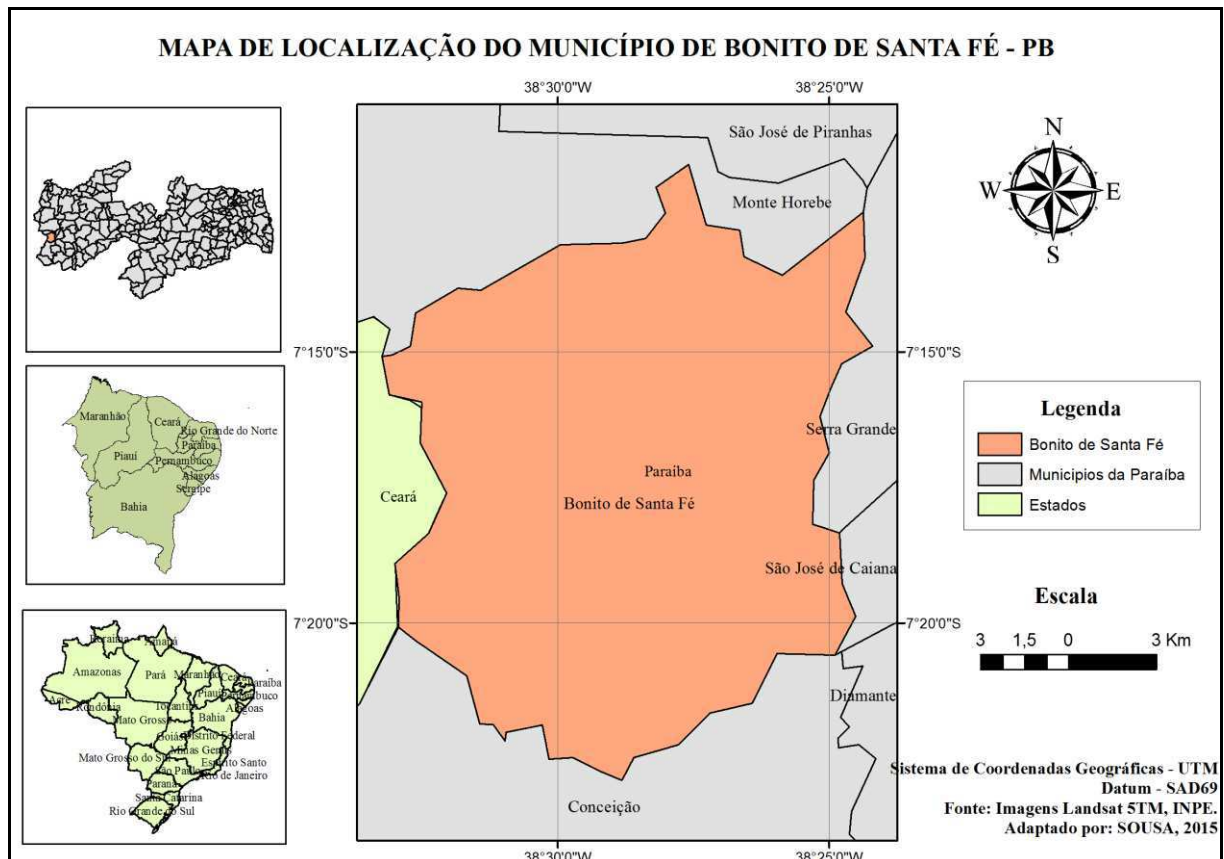 MAPA DE LOCALIZAÇÃO DO MUNICÍPIO DE BONITO DE SANTA FÉ - PB
38°30'0"W
38°25'0"W
São José de Piranhas
Monte Horebe
7°15'0"S
7°15'0"S
Serra Grande
Paraiba
Bonito de Santa Fé
Ceará
São José de Caiana
7°20'0"S
7°20'0"S
Diamante
Conceição
38°30'0"W
38°25'0"W
Maranhão
Ceará
Rio Grande do Norte
Paraíba
Piauí
Pernambuco
Alagoas
Sergipe
Bahia
Roraima
Amapá
Amazonas
Pará
Maranhão
Ceará
Paraíba
Piauí
Pernambuco
Acre
Rondônia
Tocantins
Alagoas
Mato Grosso
Bahia
Goiás
Distrito Federal
Minas Gerais
Mato Grosso do Sul
Espírito Santo
São Paulo
Rio de Janeiro
Paraná
Santa Catarina
Rio Grande do Sul
N
W
E
S
Legenda
Bonito de Santa Fé
Municipios da Paraíba
Estados
Escala
3 1,5 0 3 Km
Sistema de Coordenadas Geográficas - UTM
Datum - SAD69
Fonte: Imagens Landsat 5TM, INPE.
Adaptado por: SOUSA, 2015